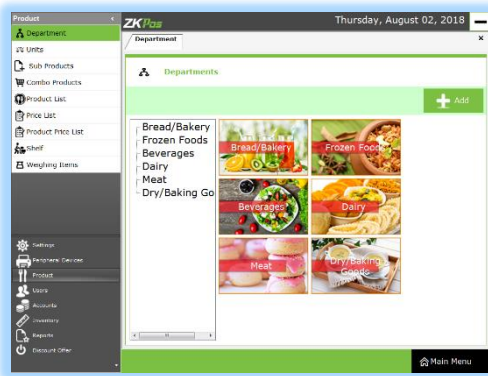 Product
Department
Units
Sub Products
Combo Products
Product List
Price List
Product Price List
Shelf
Weighing Items
Settings
Peripheral Devices
Product
Users
Accounts
Inventory
Reports
Discount Offer
ZKPos
Thursday, August 02, 2018
Department
x
Departments
Add
Bread/Bakery
Frozen Foods
Beverages
Dairy
Meat
Dry/Baking Go
Bread/Bakery
Frozen Foods
Beverages
Dairy
Meat
Dry/Baking
Goods
Main Menu